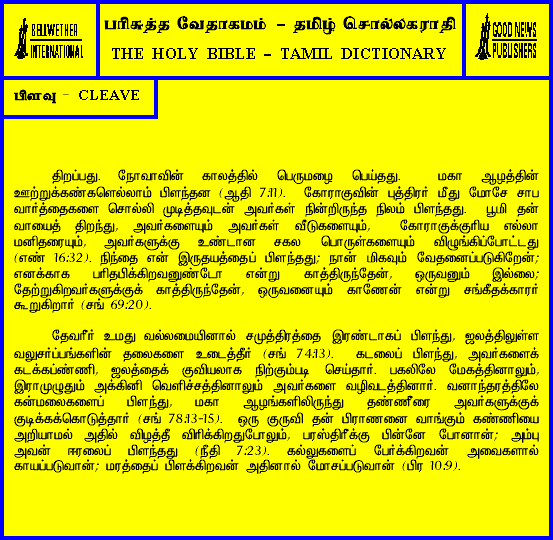 BELLWETHER
INTERNATIONAL
பரிசுத்த வேதாகமம் - தமிழ் சொல்லகராதி
THE HOLY BIBLE - TAMIL DICTIONARY
GOOD NEWS
PUBLISHERS
பிளவு - CLEAVE
திறப்பது. நோவாவின் காலத்தில் பெருமழை பெய்தது. மகா ஆழத்தின்
ஊற்றுக்கண்களெல்லாம் பிளந்தன (ஆதி 7:11). கோராகுவின் புத்திரர் மீது மோசே சாப
வார்த்தைகளை சொல்லி முடித்தவுடன் அவர்கள் நின்றிருந்த நிலம் பிளந்தது. பூமி தன்
வாயைத் திறந்து, அவர்களையும் அவர்கள் வீடுகளையும், கோராகுக்குரிய எல்லா
மனிதரையும், அவர்களுக்கு உண்டான சகல பொருள்களையும் விழுங்கிப்போட்டது
(எண் 16:32). நிந்தை என் இருதயத்தைப் பிளந்தது; நான் மிகவும் வேதனைப்படுகிறேன்;
எனக்காக பரிதபிக்கிறவனுண்டோ என்று காத்திருந்தேன், ஒருவனும் இல்லை;
தேற்றுகிறவர்களுக்குக் காத்திருந்தேன், ஒருவனையும் காணேன் என்று சங்கீதக்காரர்
கூறுகிறார் (சங் 69:20).
தேவரீர் உமது வல்லமையினால் சமுத்திரத்தை இரண்டாகப் பிளந்து, ஜலத்திலுள்ள
வலுசர்ப்பங்களின் தலைகளை உடைத்தீர் (சங் 74:13). கடலைப் பிளந்து, அவர்களைக்
கடக்கப்பண்ணி, ஜலத்தைக் குவியலாக நிற்கும்படி செய்தார். பகலிலே மேகத்தினாலும்,
இராமுழுதும் அக்கினி வெளிச்சத்தினாலும் அவர்களை வழிநடத்தினார். வனாந்தரத்திலே
கன்மலைகளைப் பிளந்து, மகா ஆழங்களிலிருந்து தண்ணீரை அவர்களுக்குக்
குடிக்கக்கொடுத்தார் (சங் 78:13-15). ஒரு குருவி தன் பிராணனை வாங்கும் கண்ணியை
அறியாமல் அதில் விழத்தீ விரிக்கிறதுபோலும், பரஸ்திரீக்கு பின்னே போனான்; அம்பு
அவன் ஈரலைப் பிளந்தது (நீதி 7:23). கல்லுகளைப் பேர்க்கிறவன் அவைகளால்
காயப்படுவான்; மரத்தைப் பிளக்கிறவன் அதினால் மோசப்படுவான் (பிர 10:9).